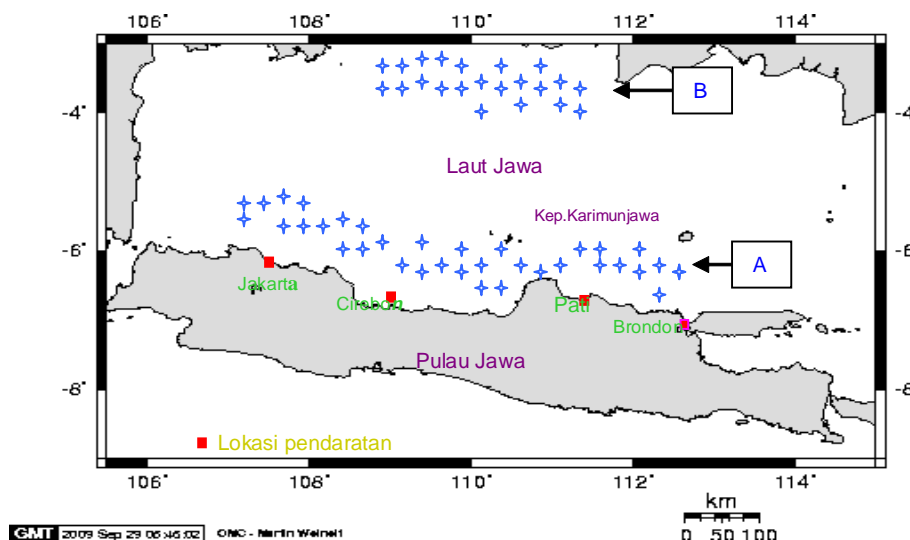 106° 108° 110° 112° 114°
-4° -4°
B
Laut Jawa
Kep.Karimunjawa
-6° -6°
A
Jakarta
Cirebon
Pati
Brondon
Pulau Jawa
-8° -8°
Lokasi pendaratan
106° 108° 110° 112° 114°
km
0 50 100
GMT 2009 Sep 29 06:46:02 OMC - Martin Weinelt